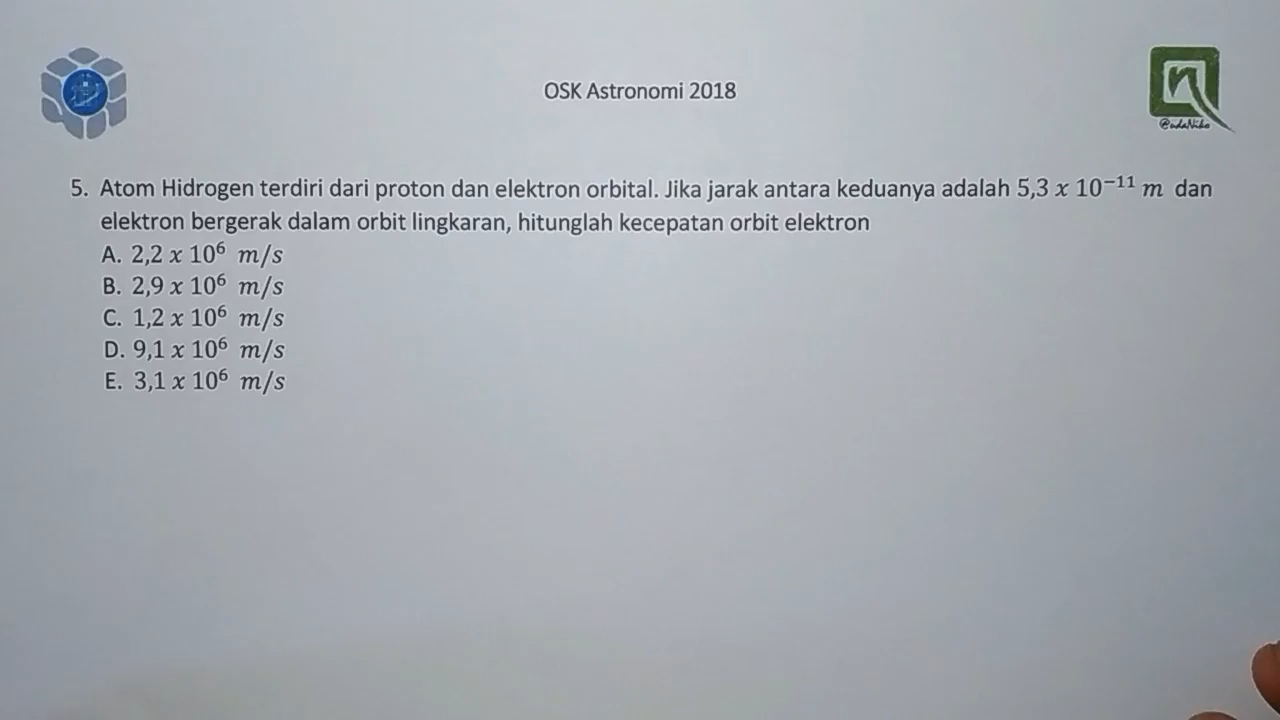 OSK Astronomi 2018
@udaNiko
5. Atom Hidrogen terdiri dari proton dan elektron orbital. Jika jarak antara keduanya adalah 5,3 x 10⁻¹¹ m dan
elektron bergerak dalam orbit lingkaran, hitunglah kecepatan orbit elektron
A. 2,2 x 10⁶ m/s
B. 2,9 x 10⁶ m/s
C. 1,2 x 10⁶ m/s
D. 9,1 x 10⁶ m/s
E. 3,1 x 10⁶ m/s